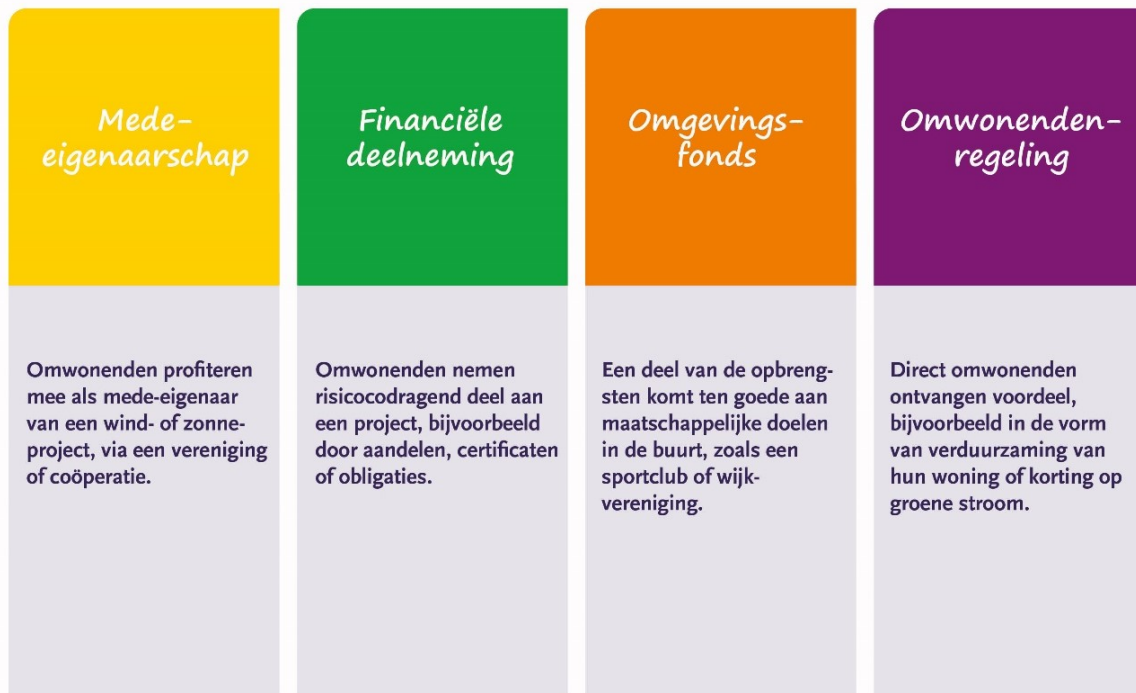 Mede-
eigenaarschap
Omwonenden profiteren
mee als mede-eigenaar
van een wind- of zonne-
project, via een vereniging
of coöperatie.
Financiële
deelneming
Omwonenden nemen
risicocodragend deel aan
een project, bijvoorbeeld
door aandelen, certificaten
of obligaties.
Omgevings-
fonds
Een deel van de opbreng-
sten komt ten goede aan
maatschappelijke doelen
in de buurt, zoals een
sportclub of wijk-
vereniging.
Omwonenden-
regeling
Direct omwonenden
ontvangen voordeel,
bijvoorbeeld in de vorm
van verduurzaming van
hun woning of korting op
groene stroom.